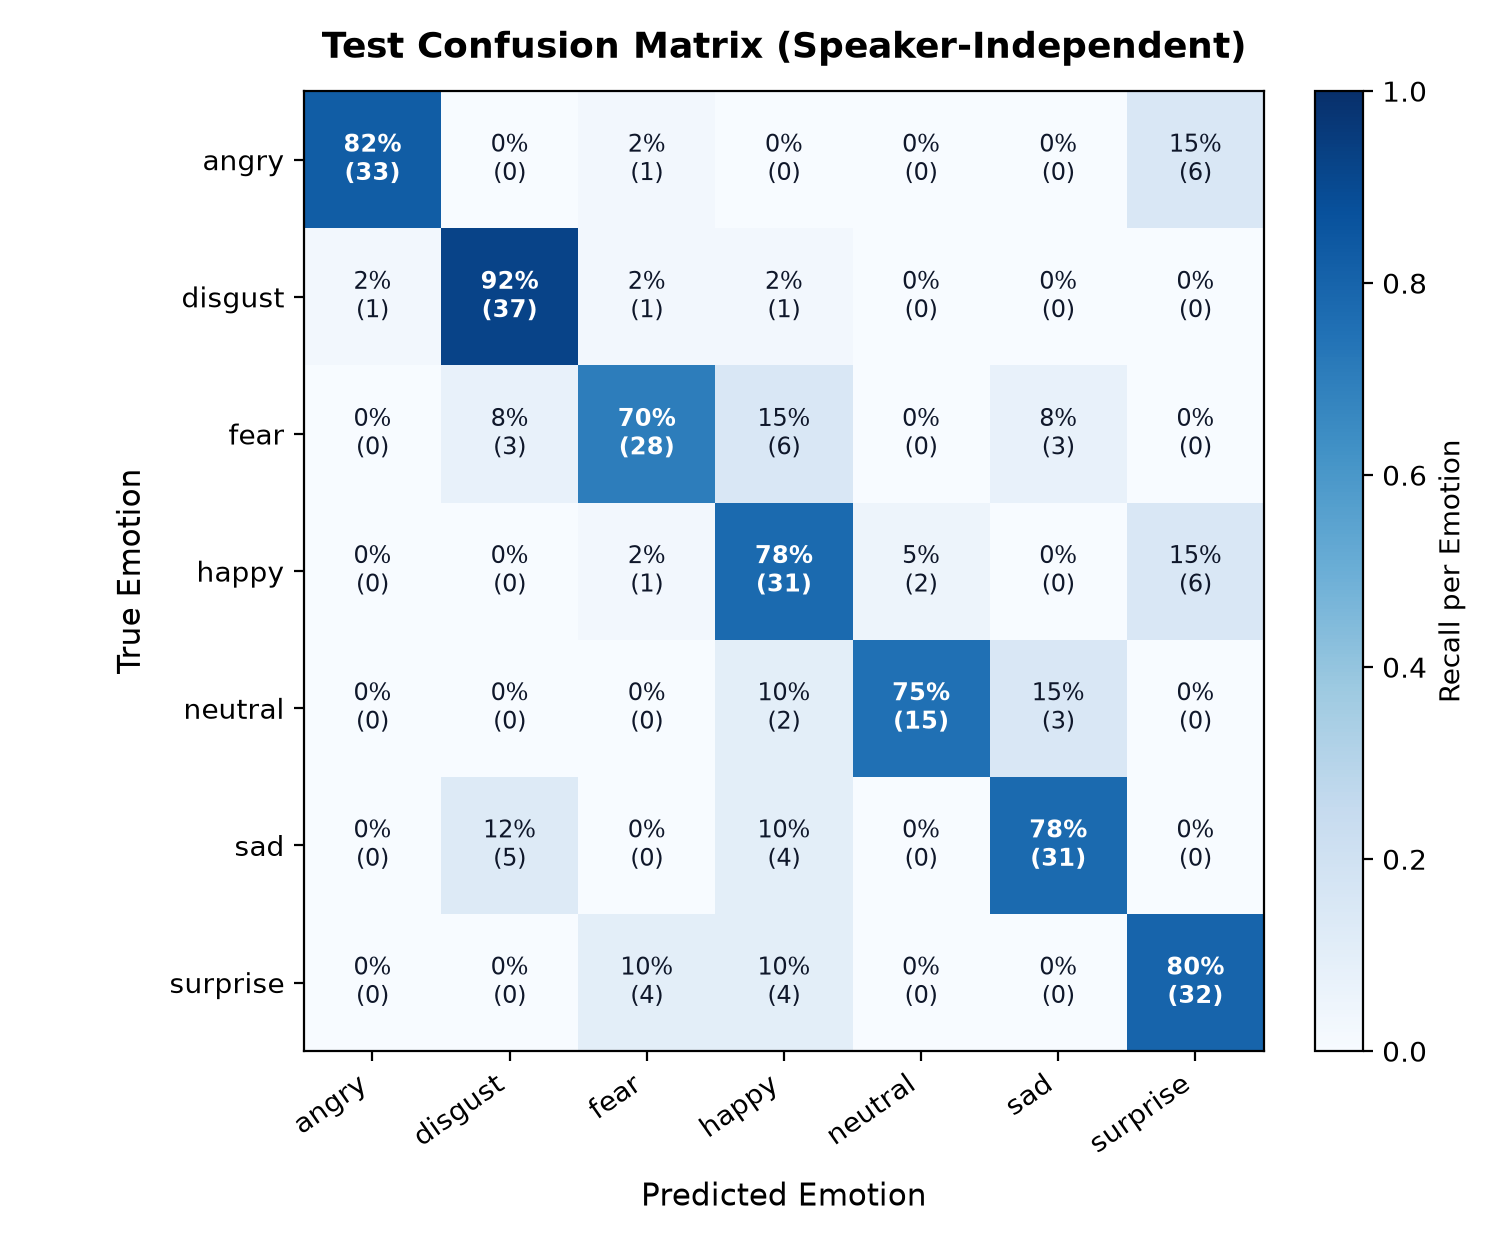 Test Confusion Matrix (Speaker-Independent)
angry
82% 0% 2% 0% 0% 0% 15%
(33) (0) (1) (0) (0) (0) (6)
disgust
2% 92% 2% 2% 0% 0% 0%
(1) (37) (1) (1) (0) (0) (0)
fear
0% 8% 70% 15% 0% 8% 0%
(0) (3) (28) (6) (0) (3) (0)
happy
0% 0% 2% 78% 5% 0% 15%
(0) (0) (1) (31) (2) (0) (6)
neutral
0% 0% 0% 10% 75% 15% 0%
(0) (0) (0) (2) (15) (3) (0)
sad
0% 12% 0% 10% 0% 78% 0%
(0) (5) (0) (4) (0) (31) (0)
surprise
0% 0% 10% 10% 0% 0% 80%
(0) (0) (4) (4) (0) (0) (32)
angry disgust fear happy neutral sad surprise
Predicted Emotion
True Emotion
1.0
0.8
0.6
0.4
0.2
0.0
Recall per Emotion